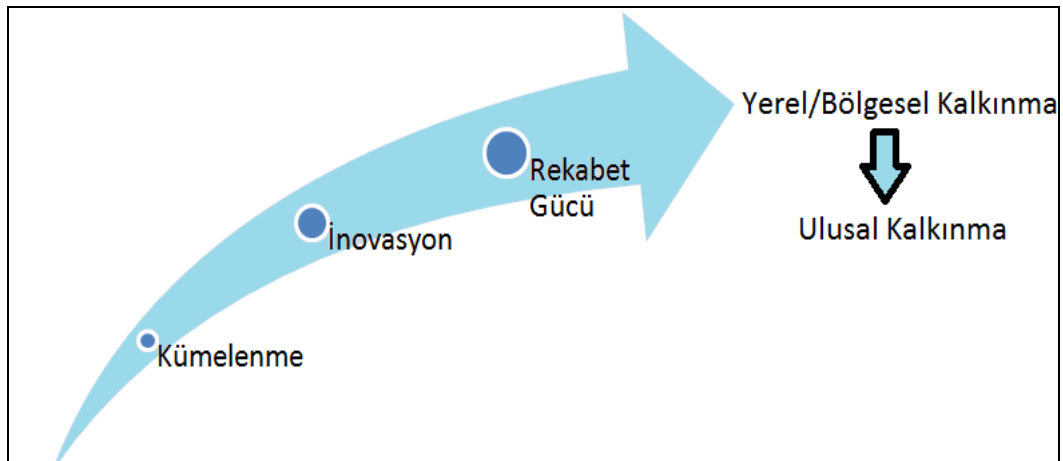 Yerel/Bölgesel Kalkınma
Ulusal Kalkınma
Rekabet
Gücü
İnovasyon
Kümelenme